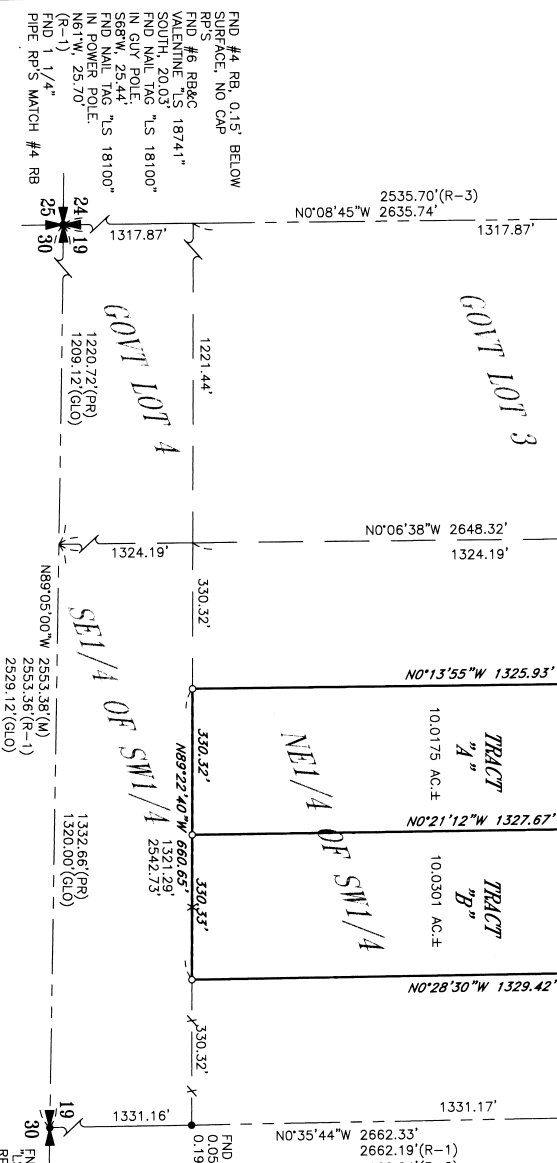 FND #4 RB, 0.15' BELOW
SURFACE, NO CAP
RP'S
FND #6 RB&C
VALENTINE "LS 18741"
SOUTH, 20.03'
FND NAIL TAG "LS 18100"
IN GUY POLE,
S68°W, 25.44'
FND NAIL TAG "LS 18100"
IN POWER POLE.
N61°W, 25.70'
(R-1)
FND 1 1/4"
PIPE RP'S MATCH #4 RB
2535.70'(R-3)
N0°08'45"W 2635.74'
1317.87'
1317.87'
24
19
25
30
GOVT LOT 3
GOVT LOT 4
1221.44'
1220.72'(PR)
1209.12'(GLO)
N0°06'38"W 2648.32'
1324.19'
1324.19'
330.32'
N0°13'55"W 1325.93'
TRACT
"A"
10.0175 AC.±
330.32'
N0°21'12"W 1327.67'
NE1/4 OF SW1/4
N89°22'40"W 660.65'
1321.29'
2542.73'
SE1/4 OF SW1/4
N89°05'00"W 2553.38'(M)
2553.36'(R-1)
2529.12'(GLO)
TRACT
"B"
10.0301 AC.±
330.33'
1332.66'(PR)
1320.00'(GLO)
N0°28'30"W 1329.42'
330.32'
1331.16'
1331.17'
N0°35'44"W 2662.33'
2662.19'(R-1)
FND
0.05
0.19
19
30